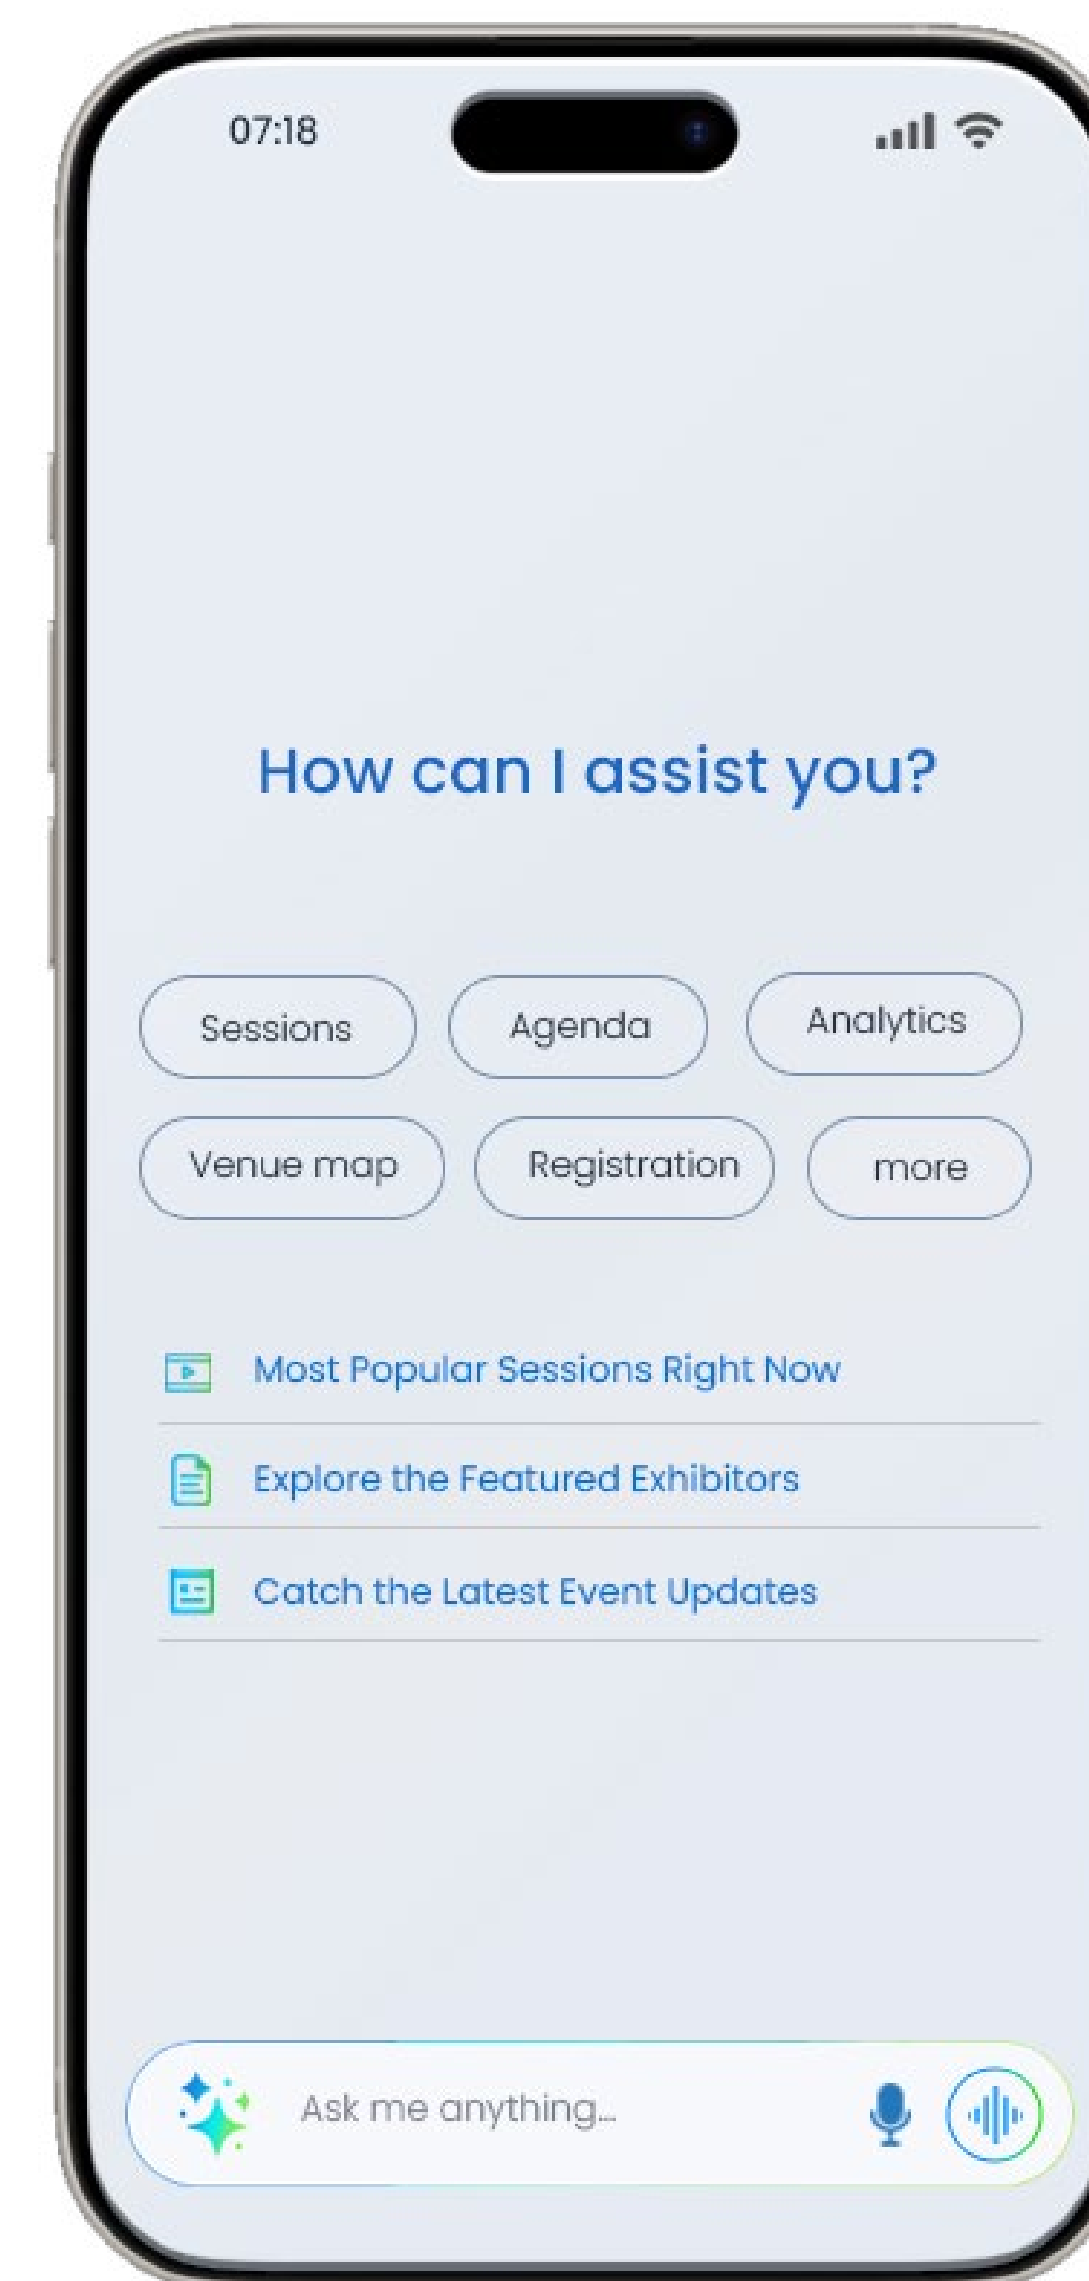 07:18
How can I assist you?
Sessions
Agenda
Analytics
Venue map
Registration
more
Most Popular Sessions Right Now
Explore the Featured Exhibitors
Catch the Latest Event Updates
Ask me anything...